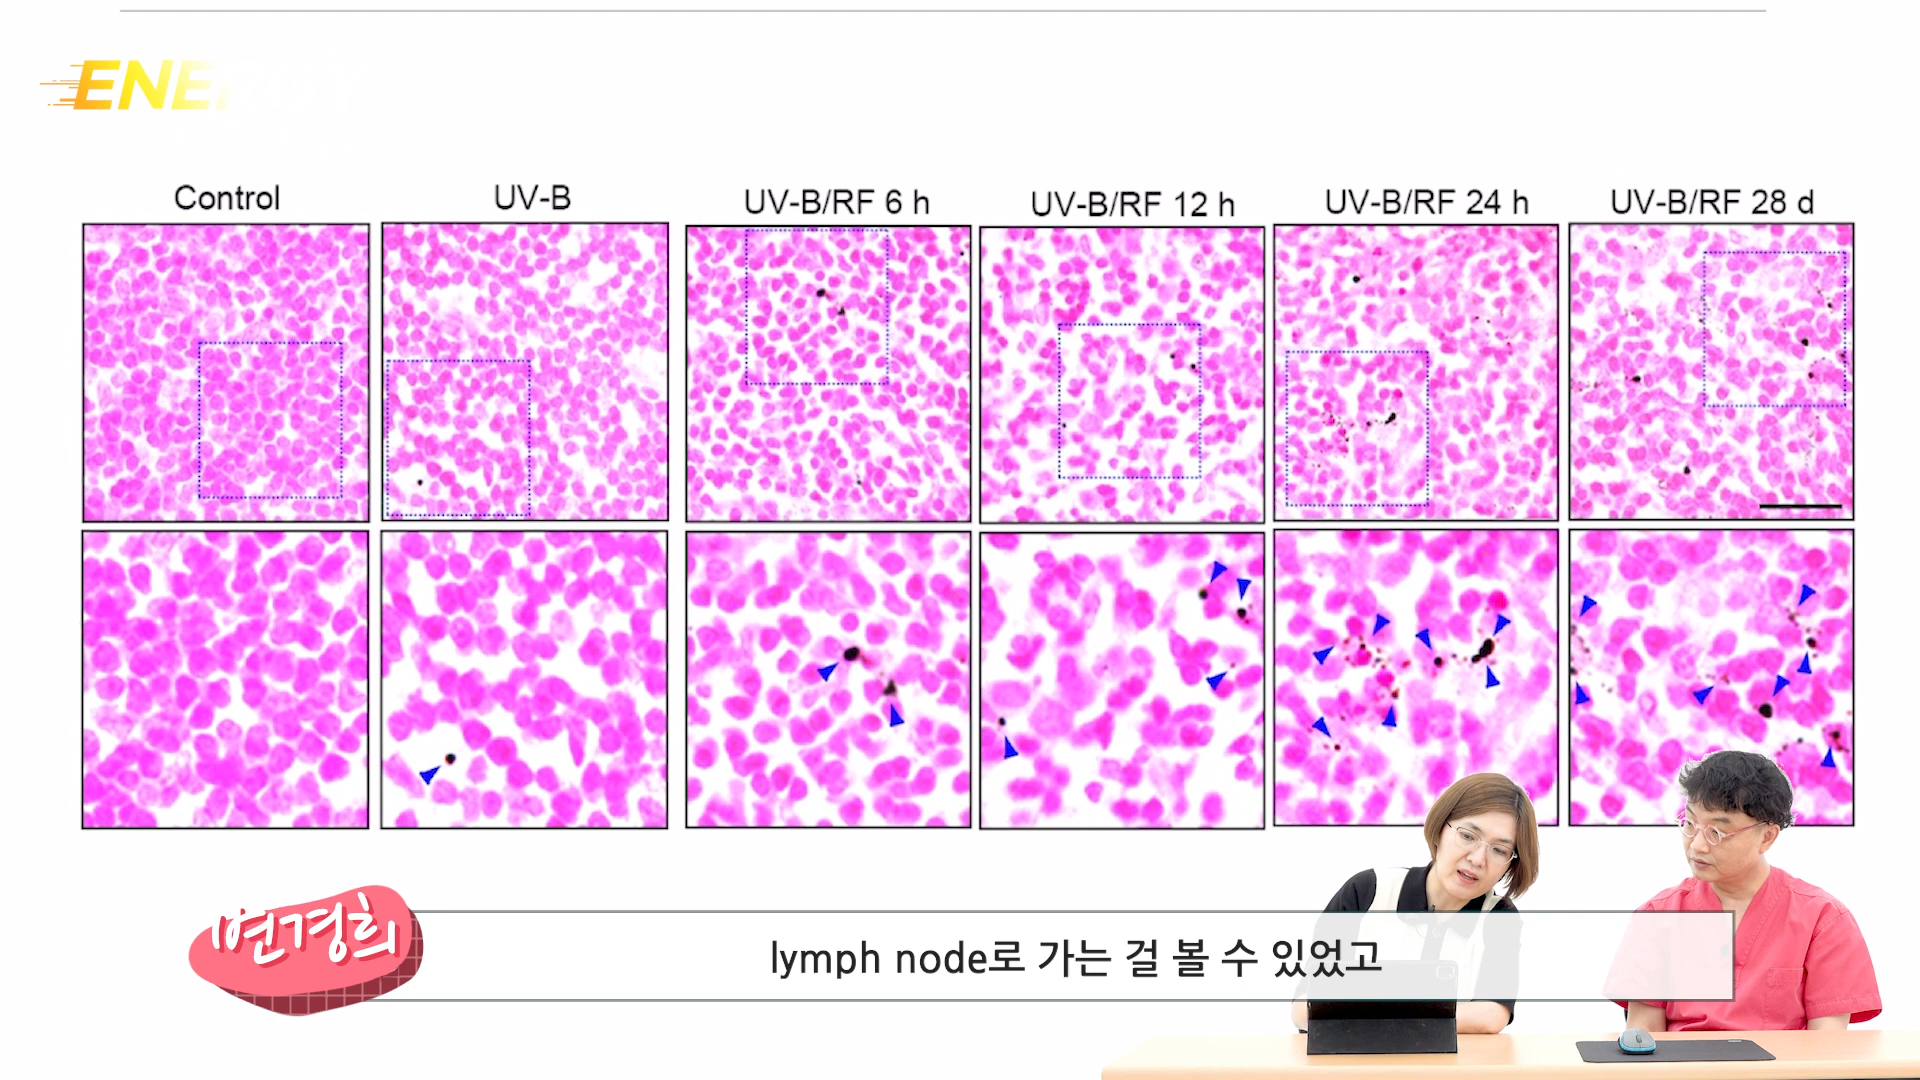 ENE
Control
UV-B
UV-B/RF 6 h
UV-B/RF 12 h
UV-B/RF 24 h
UV-B/RF 28 d
변경희
lymph node로 가는 걸 볼 수 있었고